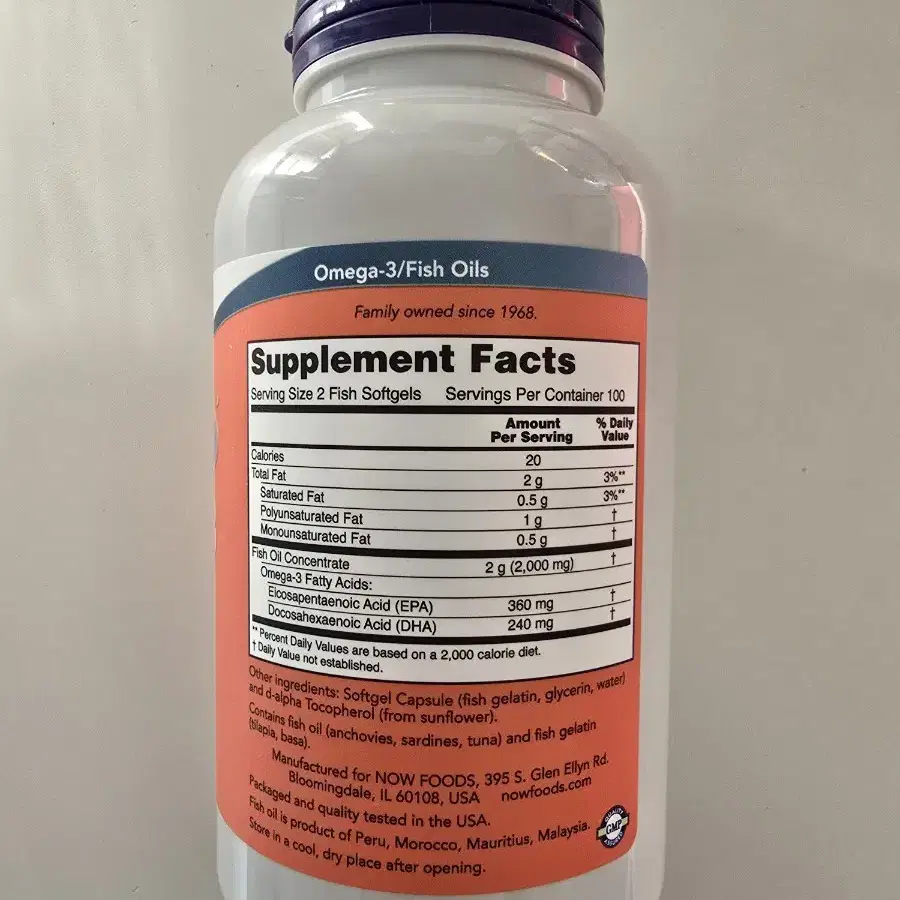 Omega-3/Fish Oils
Family owned since 1968.
Supplement Facts
Serving Size 2 Fish Softgels Servings Per Container 100
Amount Per Serving % Daily Value
Calories 20
Total Fat 2 g 3%**
Saturated Fat 0.5 g 3%**
Polyunsaturated Fat 1 g †
Monounsaturated Fat 0.5 g †
Fish Oil Concentrate 2 g (2,000 mg) †
Omega-3 Fatty Acids:
Eicosapentaenoic Acid (EPA) 360 mg †
Docosahexaenoic Acid (DHA) 240 mg †
** Percent Daily Values are based on a 2,000 calorie diet.
† Daily Value not established.
Other ingredients: Softgel Capsule (fish gelatin, glycerin, water)
and d-alpha Tocopherol (from sunflower).
Contains fish oil (anchovies, sardines, tuna) and fish gelatin
(tilapia, basa).
Manufactured for NOW FOODS, 395 S. Glen Ellyn Rd.
Bloomingdale, IL 60108, USA nowfoods.com
Packaged and quality tested in the USA.
Fish oil is product of Peru, Morocco, Mauritius, Malaysia.
Store in a cool, dry place after opening.
QUALITY
GMP
ASSURED